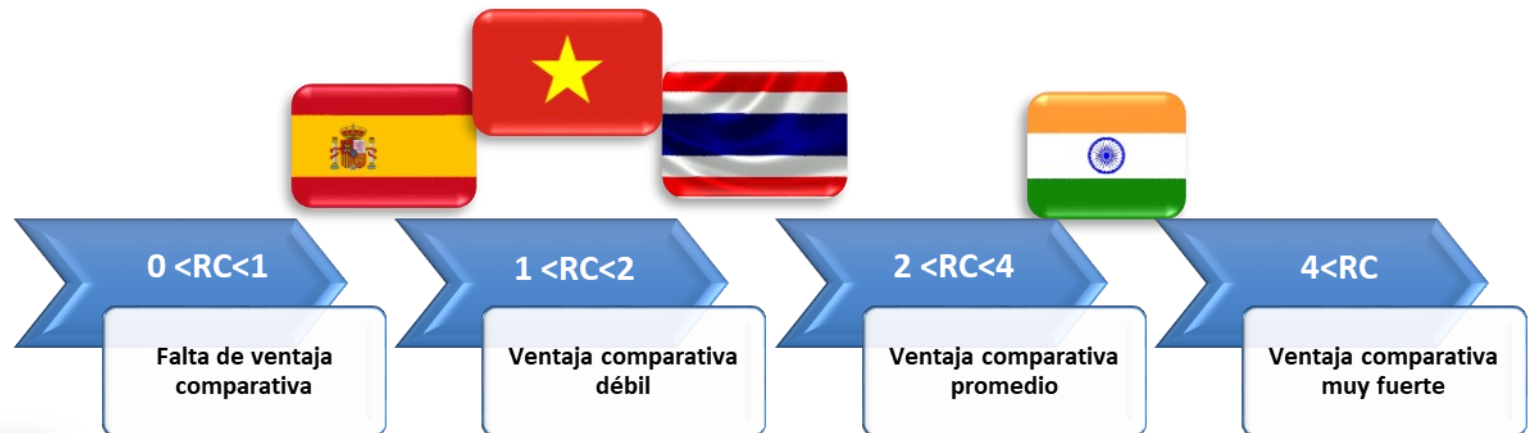 0 <RC<1
Falta de ventaja
comparativa
1 <RC<2
Ventaja comparativa
débil
2 <RC<4
Ventaja comparativa
promedio
4<RC
Ventaja comparativa
muy fuerte